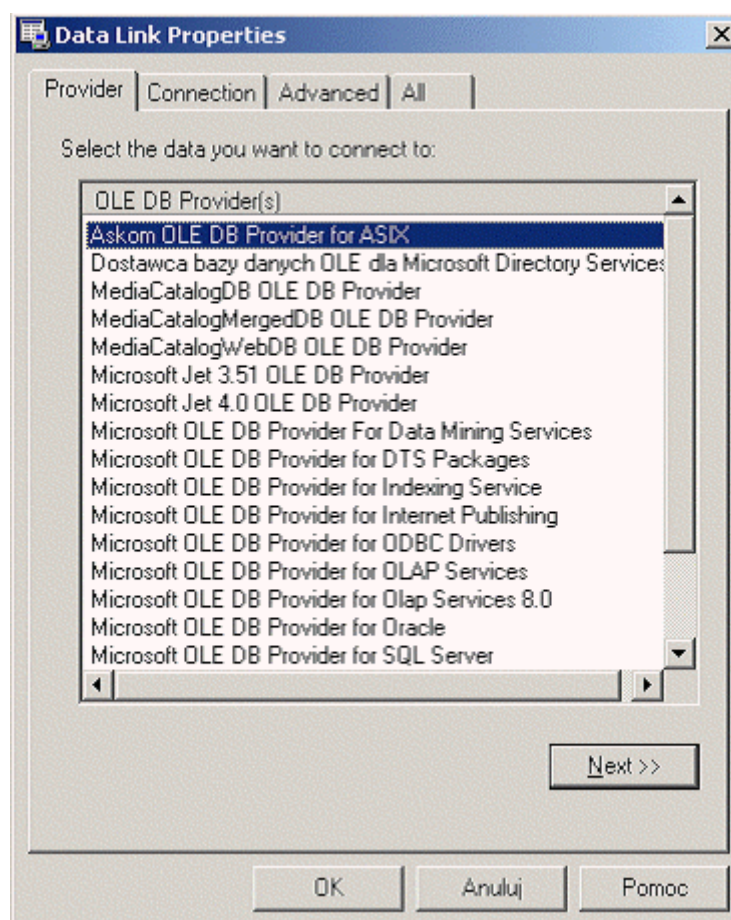 Data Link Properties
Provider Connection Advanced All
Select the data you want to connect to:
OLE DB Provider(s)
Askom OLE DB Provider for ASIX
Dostawca bazy danych OLE dla Microsoft Directory Services
MediaCatalogDB OLE DB Provider
MediaCatalogMergedDB OLE DB Provider
MediaCatalogWebDB OLE DB Provider
Microsoft Jet 3.51 OLE DB Provider
Microsoft Jet 4.0 OLE DB Provider
Microsoft OLE DB Provider For Data Mining Services
Microsoft OLE DB Provider for DTS Packages
Microsoft OLE DB Provider for Indexing Service
Microsoft OLE DB Provider for Internet Publishing
Microsoft OLE DB Provider for ODBC Drivers
Microsoft OLE DB Provider for OLAP Services
Microsoft OLE DB Provider for Olap Services 8.0
Microsoft OLE DB Provider for Oracle
Microsoft OLE DB Provider for SQL Server
Next >>
OK Anuluj Pomoc